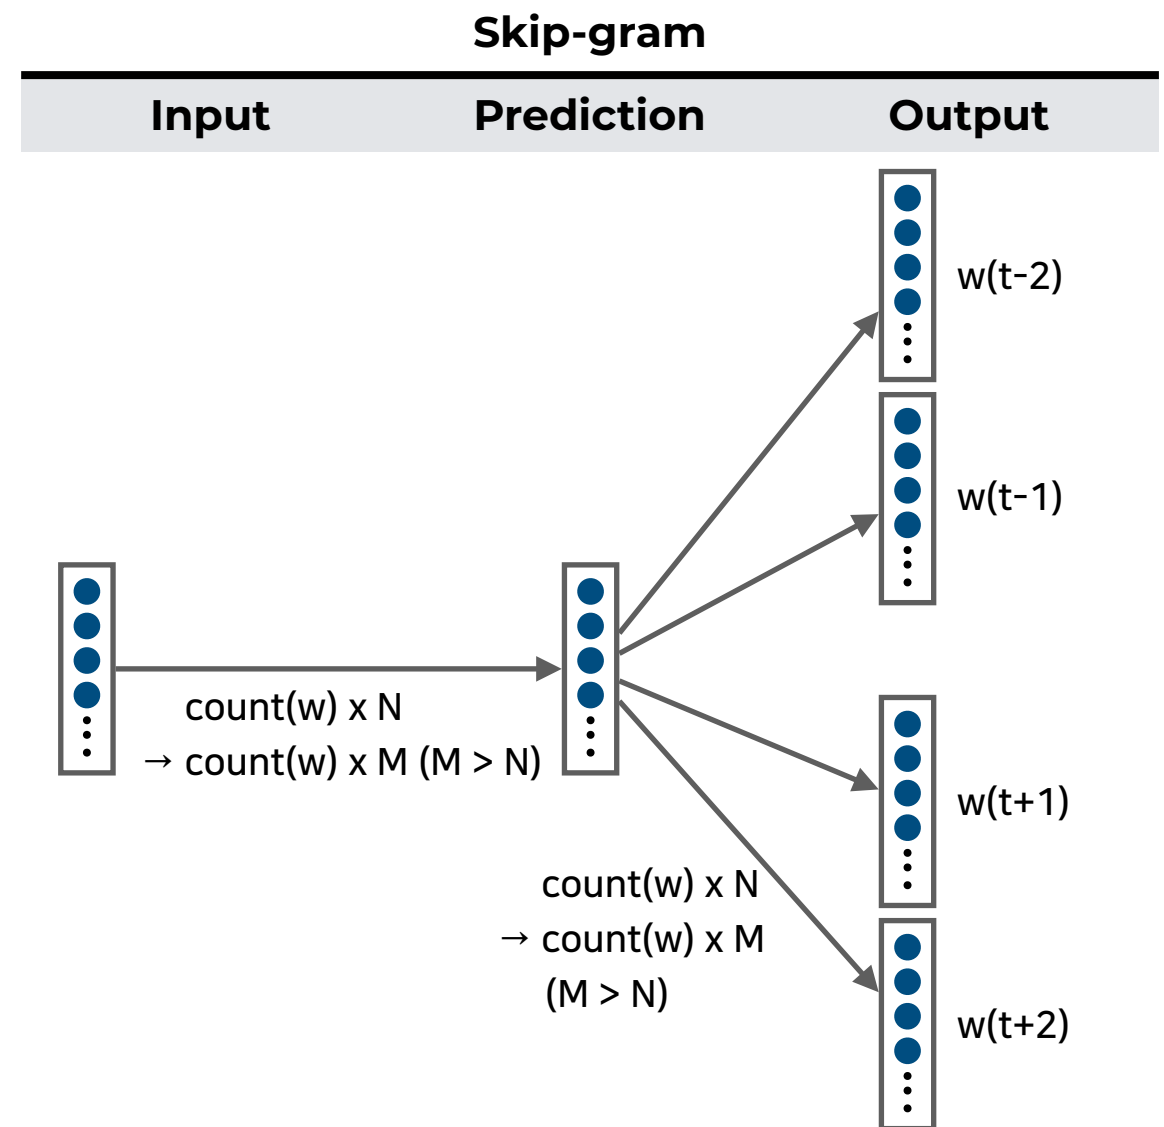 Skip-gram
Input Prediction Output
w(t-2)
w(t-1)
count(w) x N
→ count(w) x M (M > N)
w(t+1)
count(w) x N
→ count(w) x M
(M > N)
w(t+2)